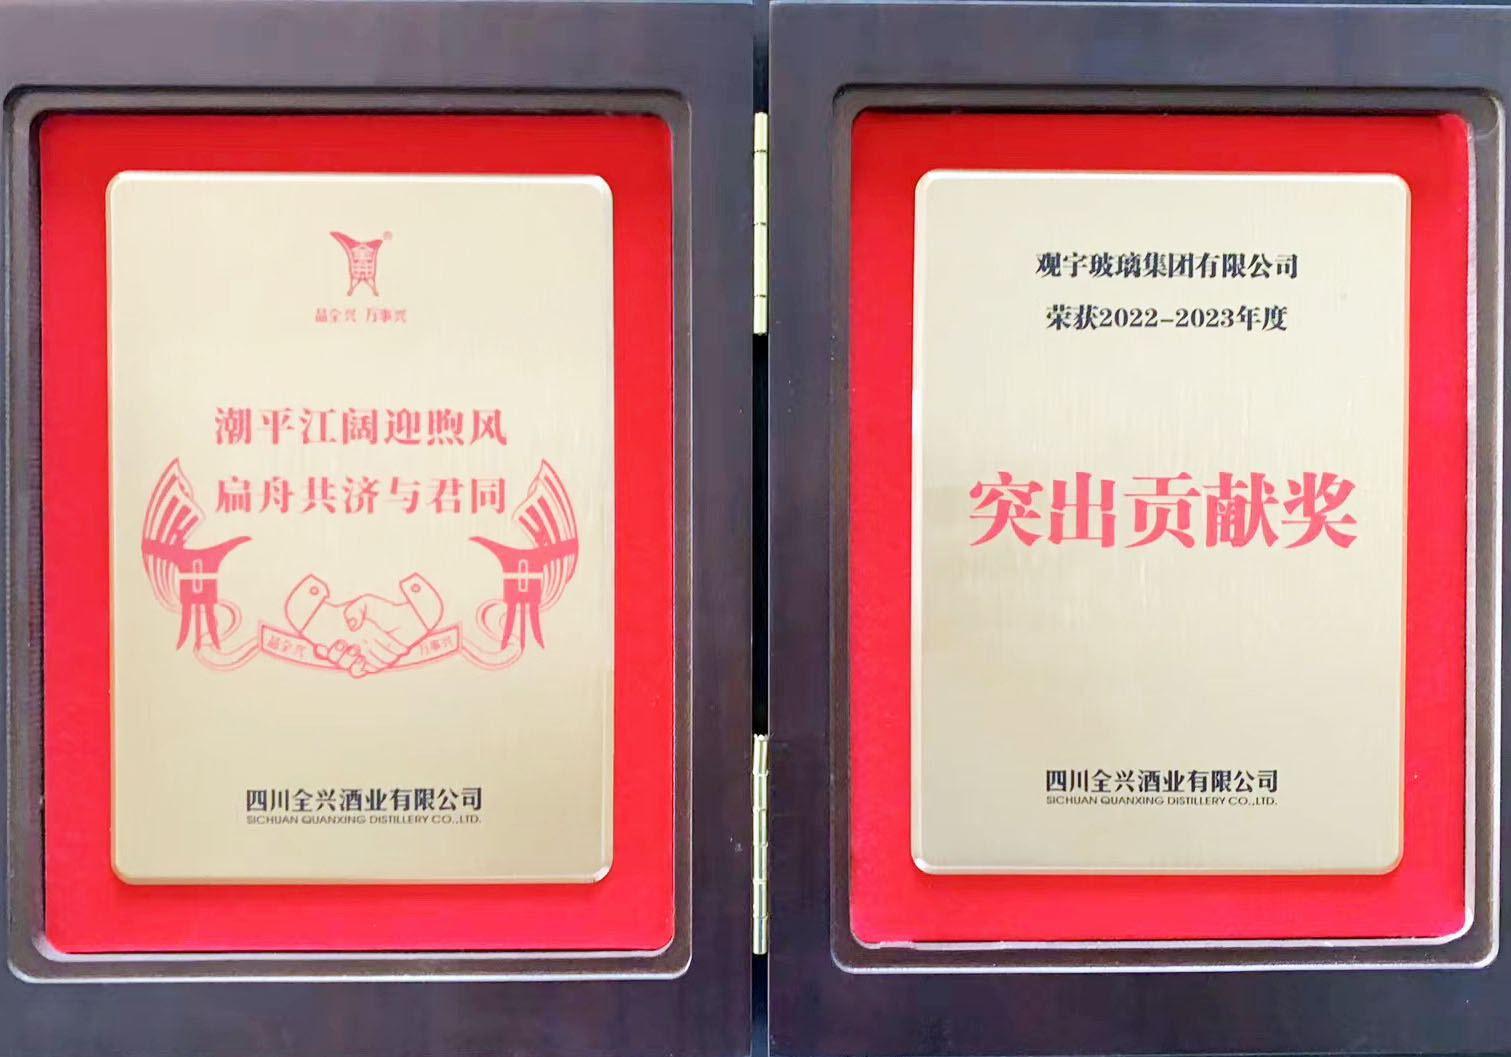 全兴®
品全兴 万事兴
潮平江阔迎煦风
扁舟共济与君同
品全兴 万事兴
四川全兴酒业有限公司
SICHUAN QUANXING DISTILLERY CO.,LTD.
观宇玻璃集团有限公司
荣获2022-2023年度
突出贡献奖
四川全兴酒业有限公司
SICHUAN QUANXING DISTILLERY CO.,LTD.